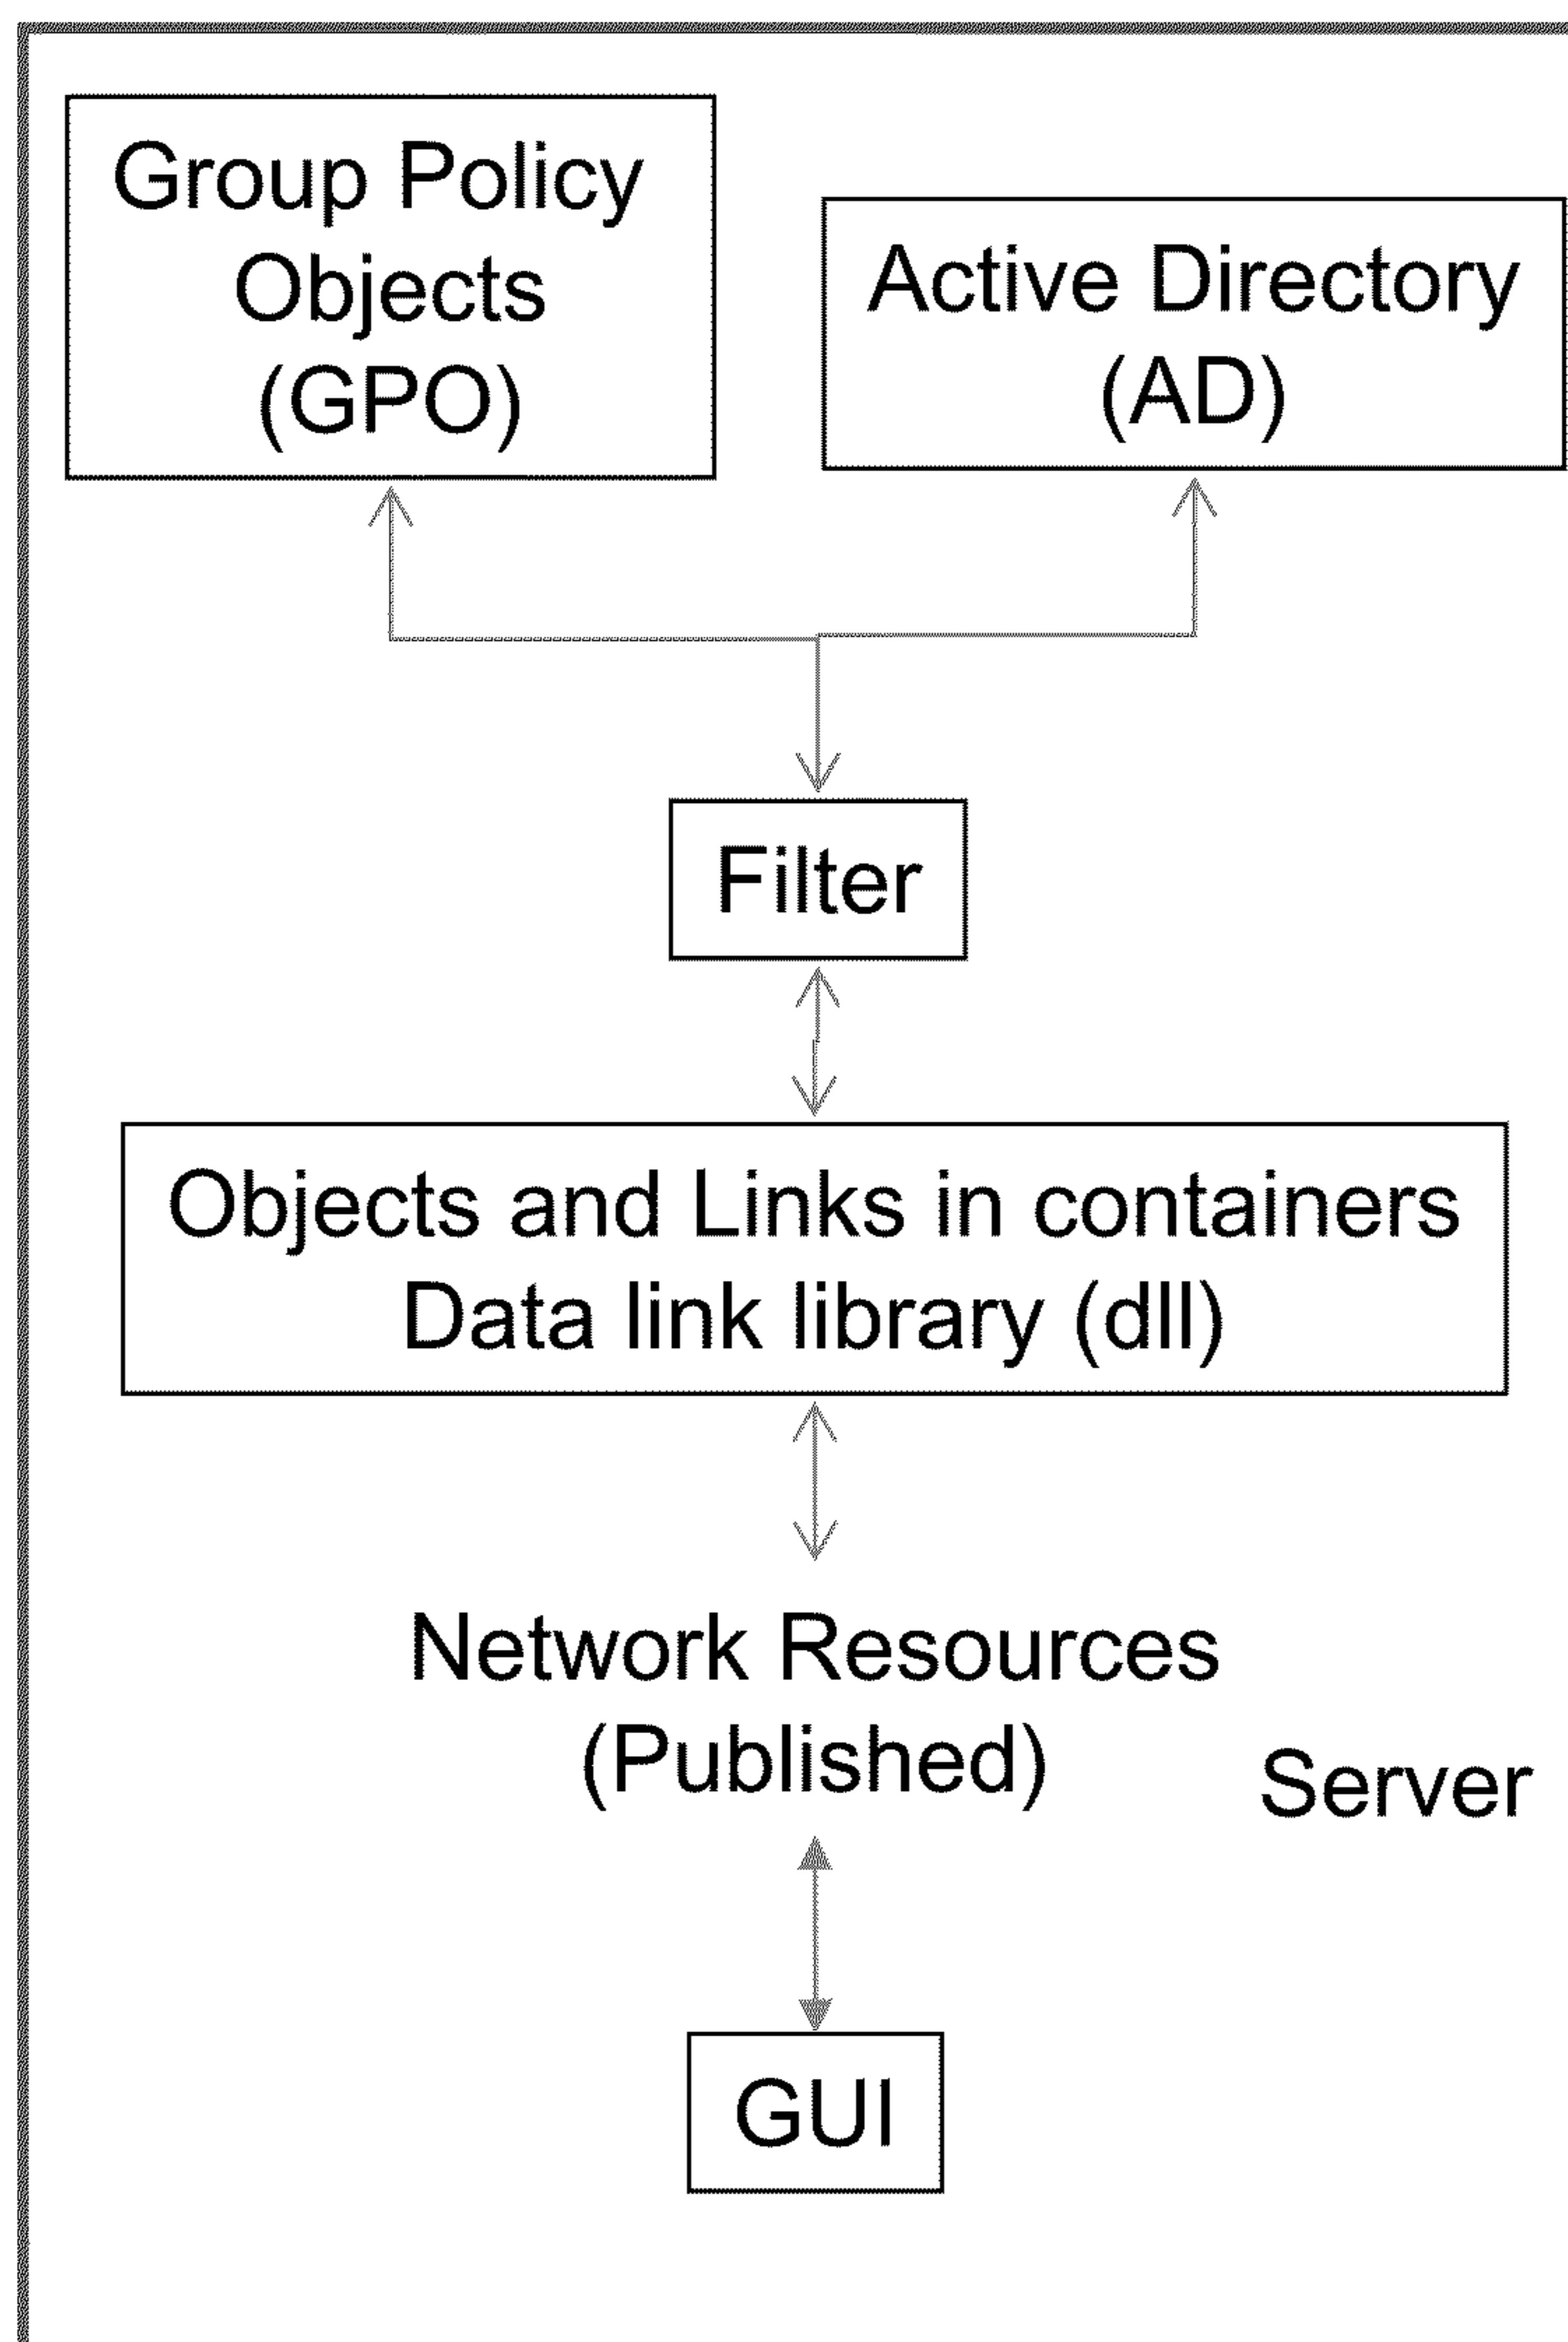 Group Policy
Objects
(GPO)
Active Directory
(AD)
Filter
Objects and Links in containers
Data link library (dll)
Network Resources
(Published)
Server
GUI